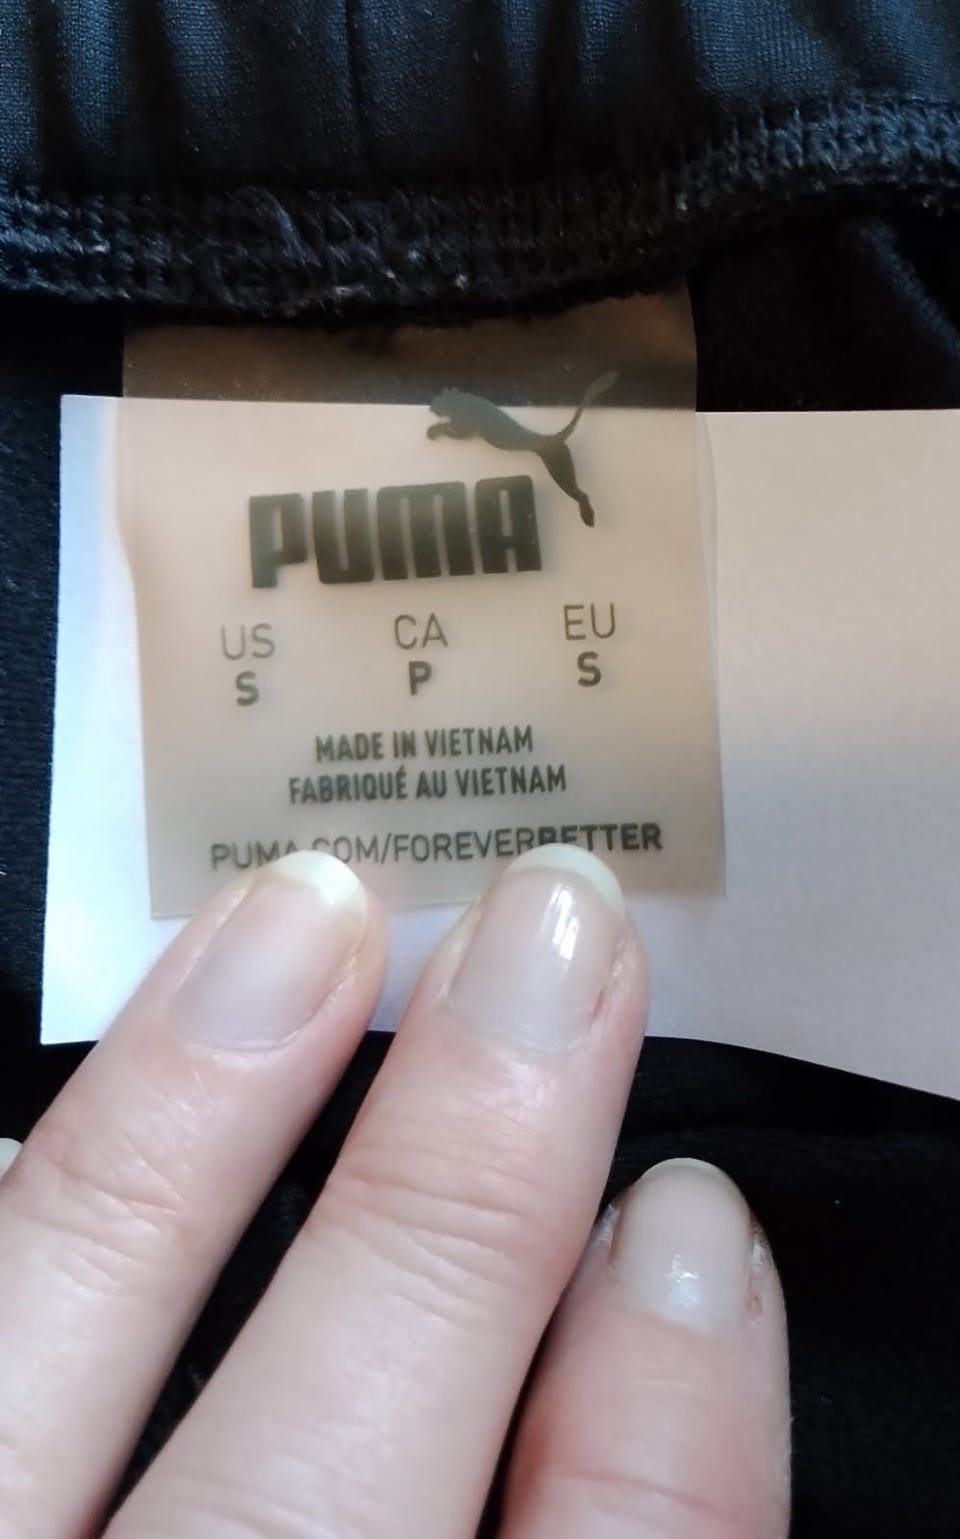 PUMA
US CA EU
S P S
MADE IN VIETNAM
FABRIQUÉ AU VIETNAM
PUMA.COM/FOREVERBETTER